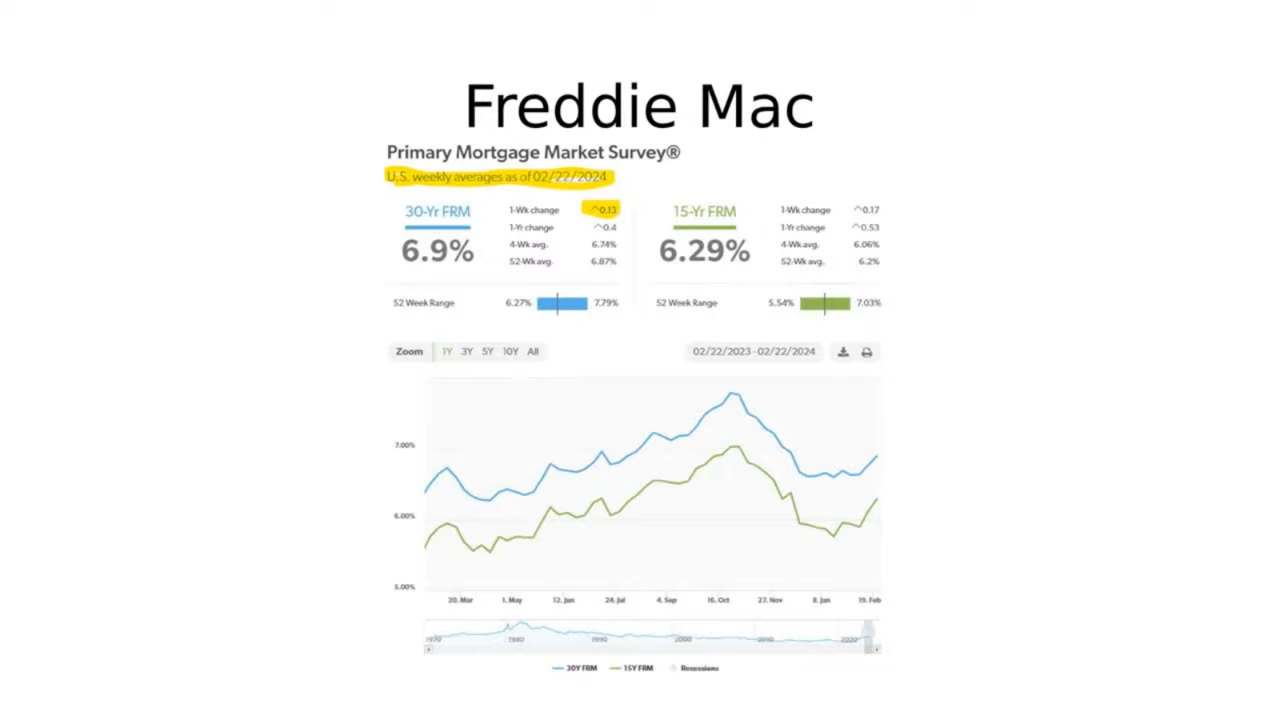 Freddie Mac
Primary Mortgage Market Survey®
U.S. weekly averages as of 02/22/2024
30-Yr FRM
6.9%
1-Wk change ^0.13
1-Yr change ^0.4
4-Wk avg. 6.74%
52-Wk avg. 6.87%
52 Week Range 6.27% 7.79%
15-Yr FRM
6.29%
1-Wk change ^0.17
1-Yr change ^0.53
4-Wk avg. 6.06%
52-Wk avg. 6.2%
52 Week Range 5.54% 7.03%
Zoom 1Y 3Y 5Y 10Y All 02/22/2023 - 02/22/2024
7.00%
6.00%
5.00%
20. Mar 1. May 12. Jun 24. Jul 4. Sep 16. Oct 27. Nov 8. Jan 19. Feb
1970 1980 1990 2000 2010 2020
30Y FRM 15Y FRM Recessions